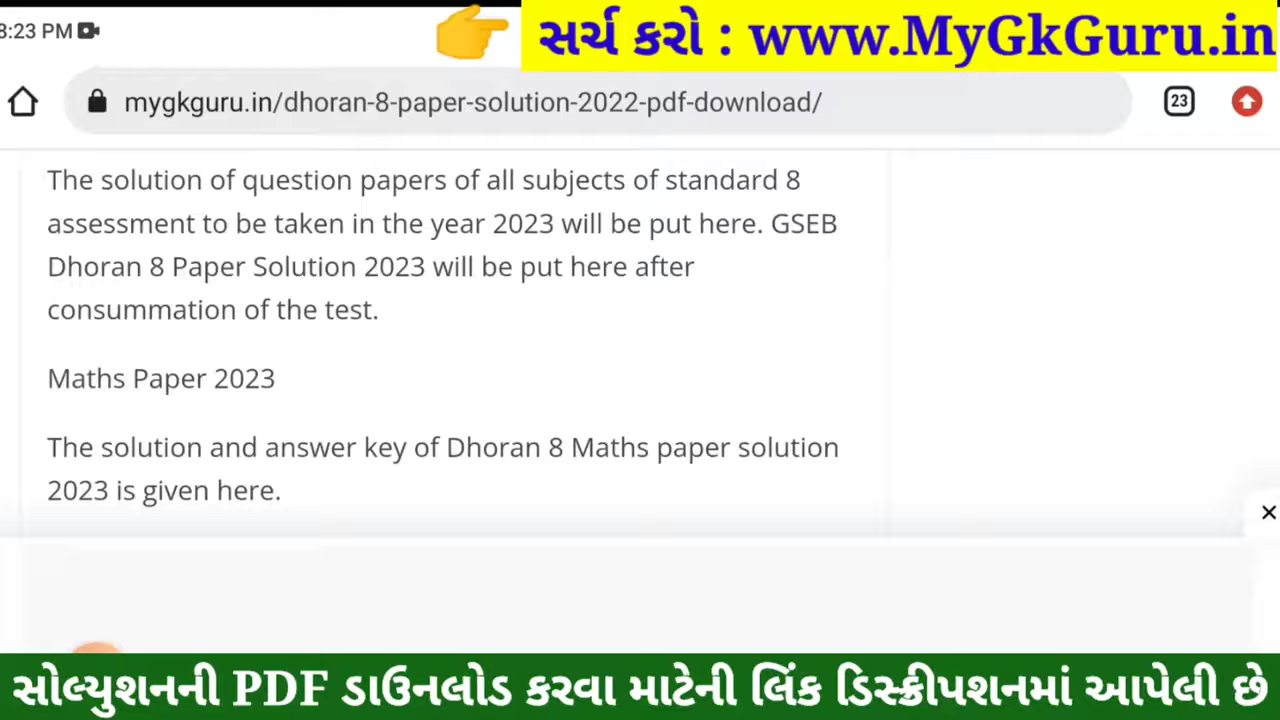 8:23 PM
સર્ચ કરો : www.MyGkGuru.in
mygkguru.in/dhoran-8-paper-solution-2022-pdf-download/
23
The solution of question papers of all subjects of standard 8
assessment to be taken in the year 2023 will be put here. GSEB
Dhoran 8 Paper Solution 2023 will be put here after
consummation of the test.
Maths Paper 2023
The solution and answer key of Dhoran 8 Maths paper solution
2023 is given here.
સોલ્યુશનની PDF ડાઉનલોડ કરવા માટેની લિંક ડિસ્ક્રીપશનમાં આપેલી છે